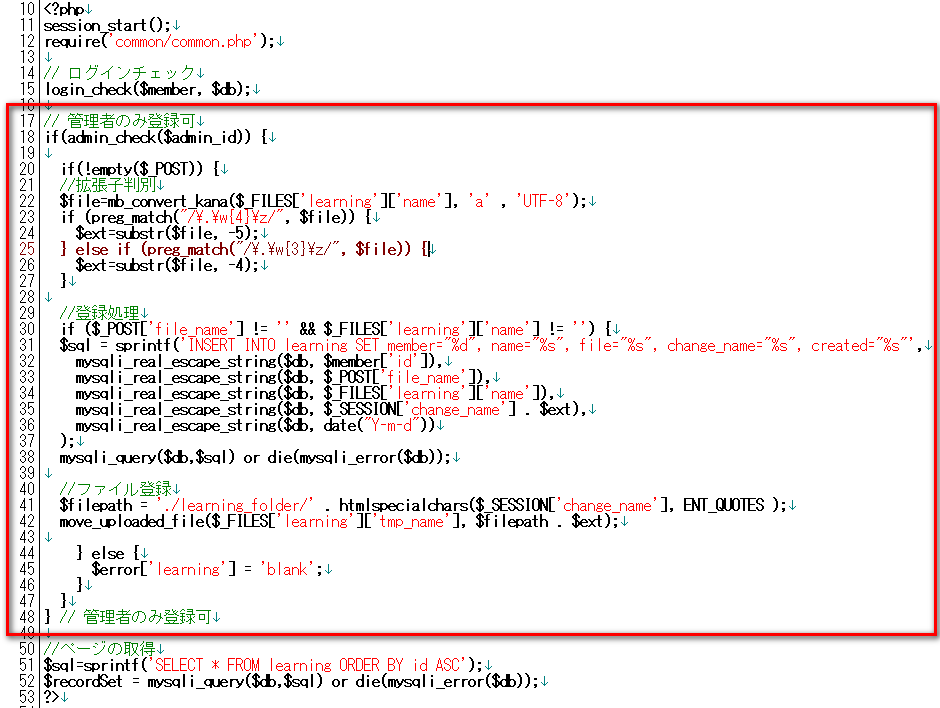 10 <?php↓
11 session_start();↓
12 require('common/common.php');↓
13 ↓
14 // ログインチェック↓
15 login_check($member, $db);↓
16 ↓
17 // 管理者のみ登録可↓
18 if(admin_check($admin_id)) {↓
19 ↓
20 if(!empty($_POST)) {↓
21 //拡張子判別↓
22 $file=mb_convert_kana($_FILES['learning']['name'], 'a' , 'UTF-8');↓
23 if (preg_match("/¥.¥w{4}¥z/", $file)) {↓
24 $ext=substr($file, -5);↓
25 } else if (preg_match("/¥.¥w{3}¥z/", $file)) {↓
26 $ext=substr($file, -4);↓
27 }↓
28 ↓
29 //登録処理↓
30 if ($_POST['file_name'] != '' && $_FILES['learning']['name'] != '') {↓
31 $sql = sprintf('INSERT INTO learning SET member="%d", name="%s", file="%s", change_name="%s", created="%s"',↓
32 mysqli_real_escape_string($db, $member['id']),↓
33 mysqli_real_escape_string($db, $_POST['file_name']),↓
34 mysqli_real_escape_string($db, $_FILES['learning']['name']),↓
35 mysqli_real_escape_string($db, $_SESSION['change_name'] . $ext),↓
36 mysqli_real_escape_string($db, date("Y-m-d"))↓
37 );↓
38 mysqli_query($db,$sql) or die(mysqli_error($db));↓
39 ↓
40 //ファイル登録↓
41 $filepath = './learning_folder/' . htmlspecialchars($_SESSION['change_name'], ENT_QUOTES );↓
42 move_uploaded_file($_FILES['learning']['tmp_name'], $filepath . $ext);↓
43 ↓
44 } else {↓
45 $error['learning'] = 'blank';↓
46 }↓
47 }↓
48 } // 管理者のみ登録可↓
49 ↓
50 //ページの取得↓
51 $sql=sprintf('SELECT * FROM learning ORDER BY id ASC');↓
52 $recordSet = mysqli_query($db,$sql) or die(mysqli_error($db));↓
53 ?>↓